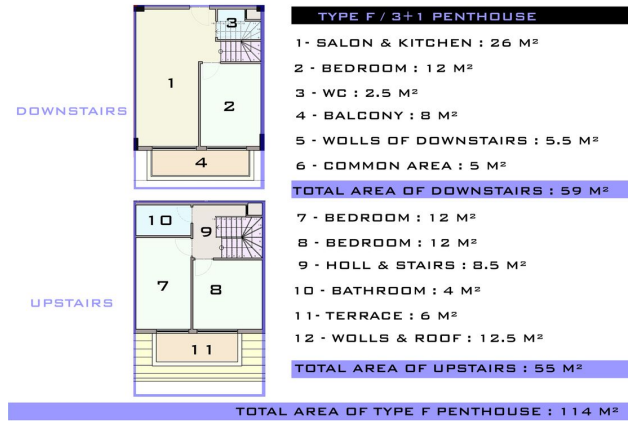 TYPE F / 3+1 PENTHOUSE
1- SALON & KITCHEN : 26 M²
2 - BEDROOM : 12 M²
3 - WC : 2.5 M²
4 - BALCONY : 8 M²
5 - WOLLS OF DOWNSTAIRS : 5.5 M²
6 - COMMON AREA : 5 M²
TOTAL AREA OF DOWNSTAIRS : 59 M²
DOWNSTAIRS
3
1
2
4
7 - BEDROOM : 12 M²
8 - BEDROOM : 12 M²
9 - HOLL & STAIRS : 8.5 M²
10 - BATHROOM : 4 M²
11- TERRACE : 6 M²
12 - WOLLS & ROOF : 12.5 M²
TOTAL AREA OF UPSTAIRS : 55 M²
UPSTAIRS
10
9
7
8
11
TOTAL AREA OF TYPE F PENTHOUSE : 114 M²